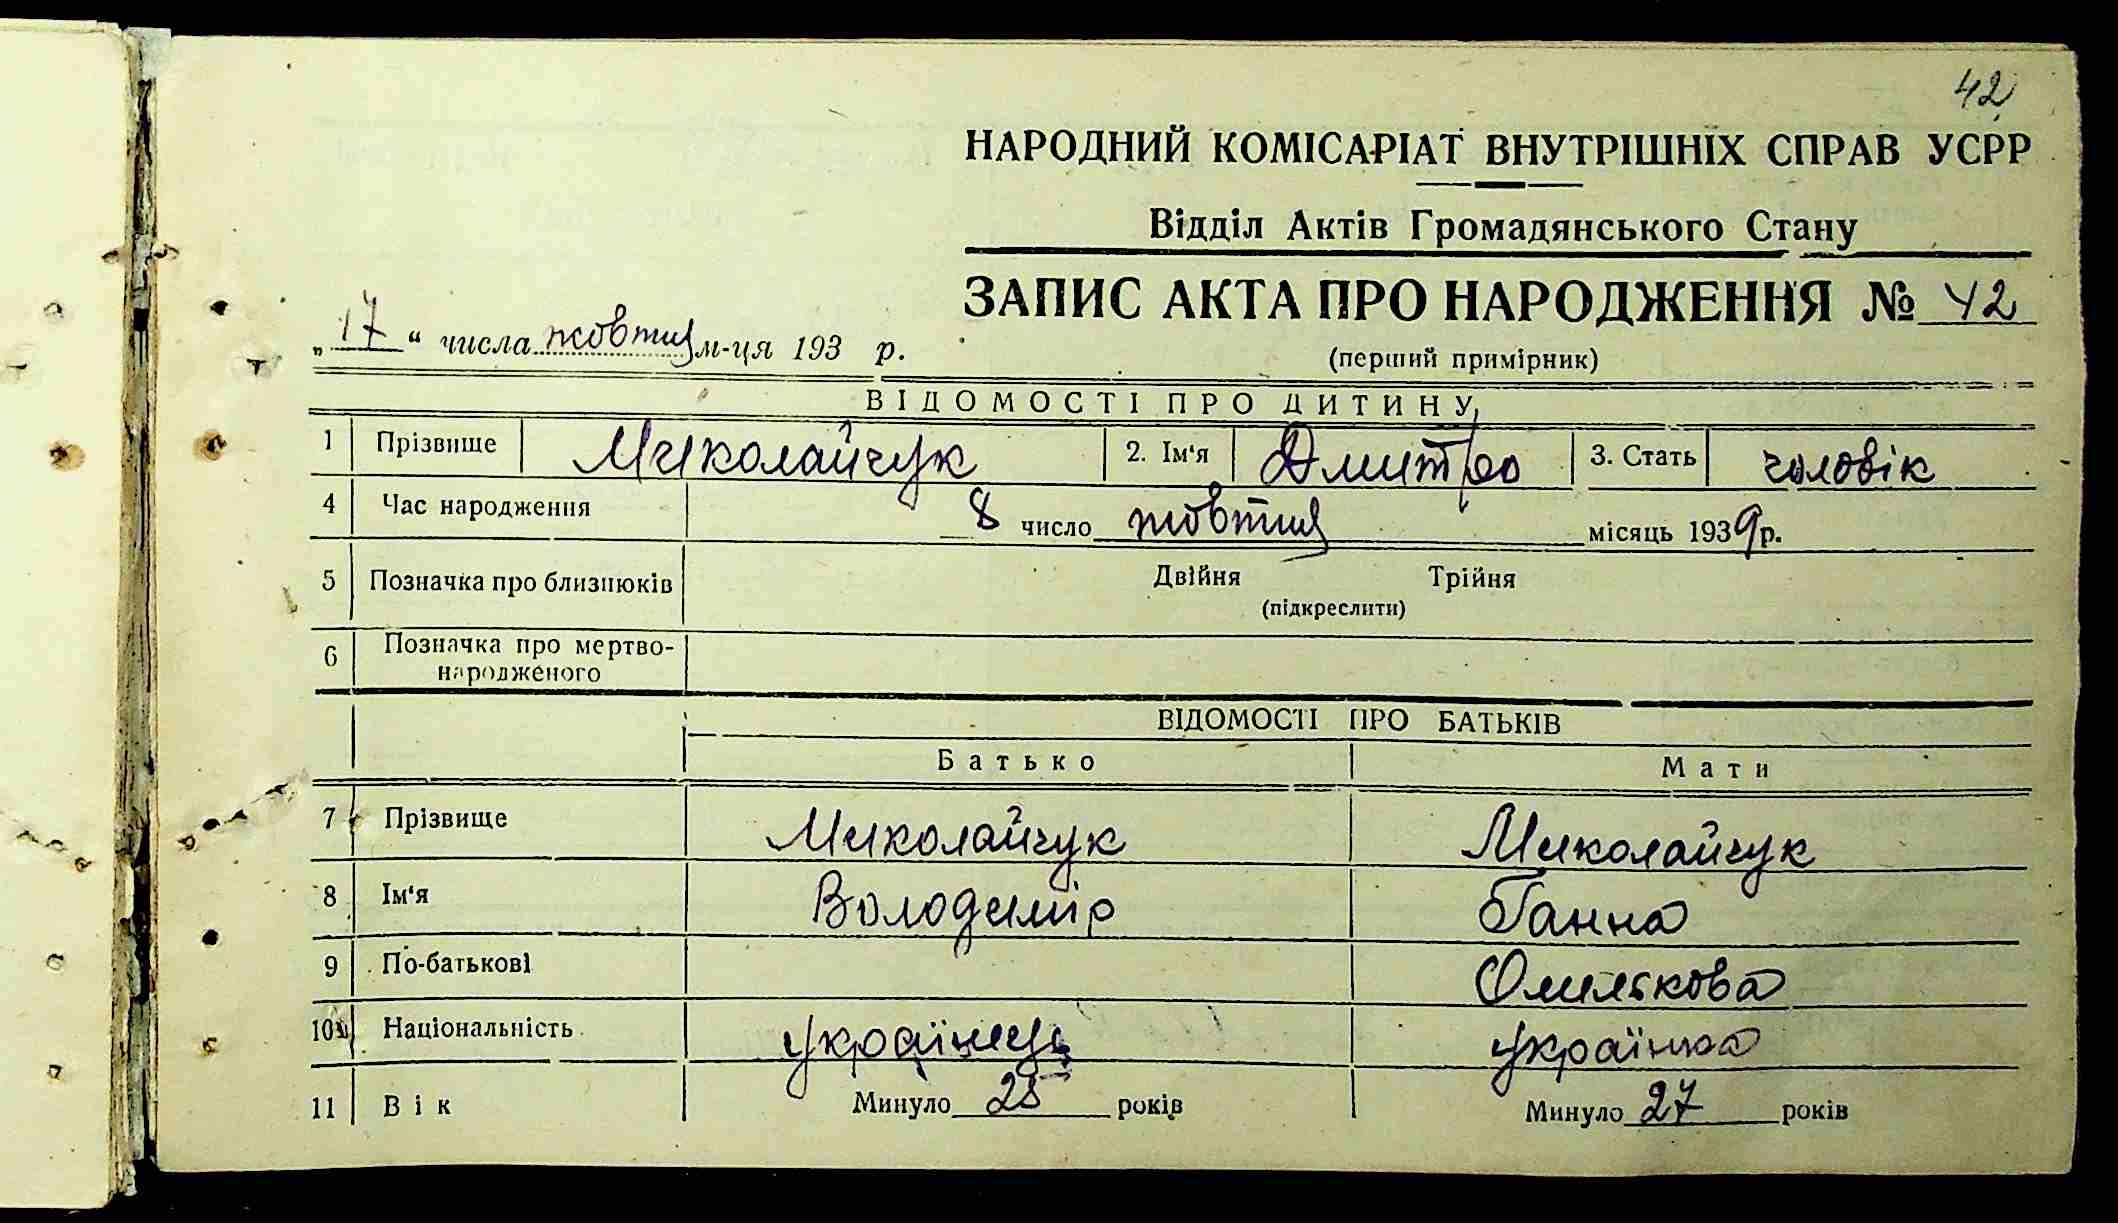 42
НАРОДНИЙ КОМІСАРІАТ ВНУТРІШНІХ СПРАВ УСРР
Відділ Актів Громадянського Стану
ЗАПИС АКТА ПРО НАРОДЖЕННЯ № 42
„17“ числа жовтня м-ця 193 р.
(перший примірник)
ВІДОМОСТІ ПРО ДИТИНУ
1 Прізвище Миколайчук 2. Ім'я Дмитро 3. Стать чоловік
4 Час народження 8 число жовтня місяць 1939 р.
5 Позначка про близнюків Двійня Трійня
(підкреслити)
6 Позначка про мертво-
народженого
ВІДОМОСТІ ПРО БАТЬКІВ
Батько Мати
7 Прізвище Миколайчук Миколайчук
8 Ім'я Володимір Ганна
9 По-батькові
10 Національність українець українка
11 Вік Минуло 25 років Минуло 27 років